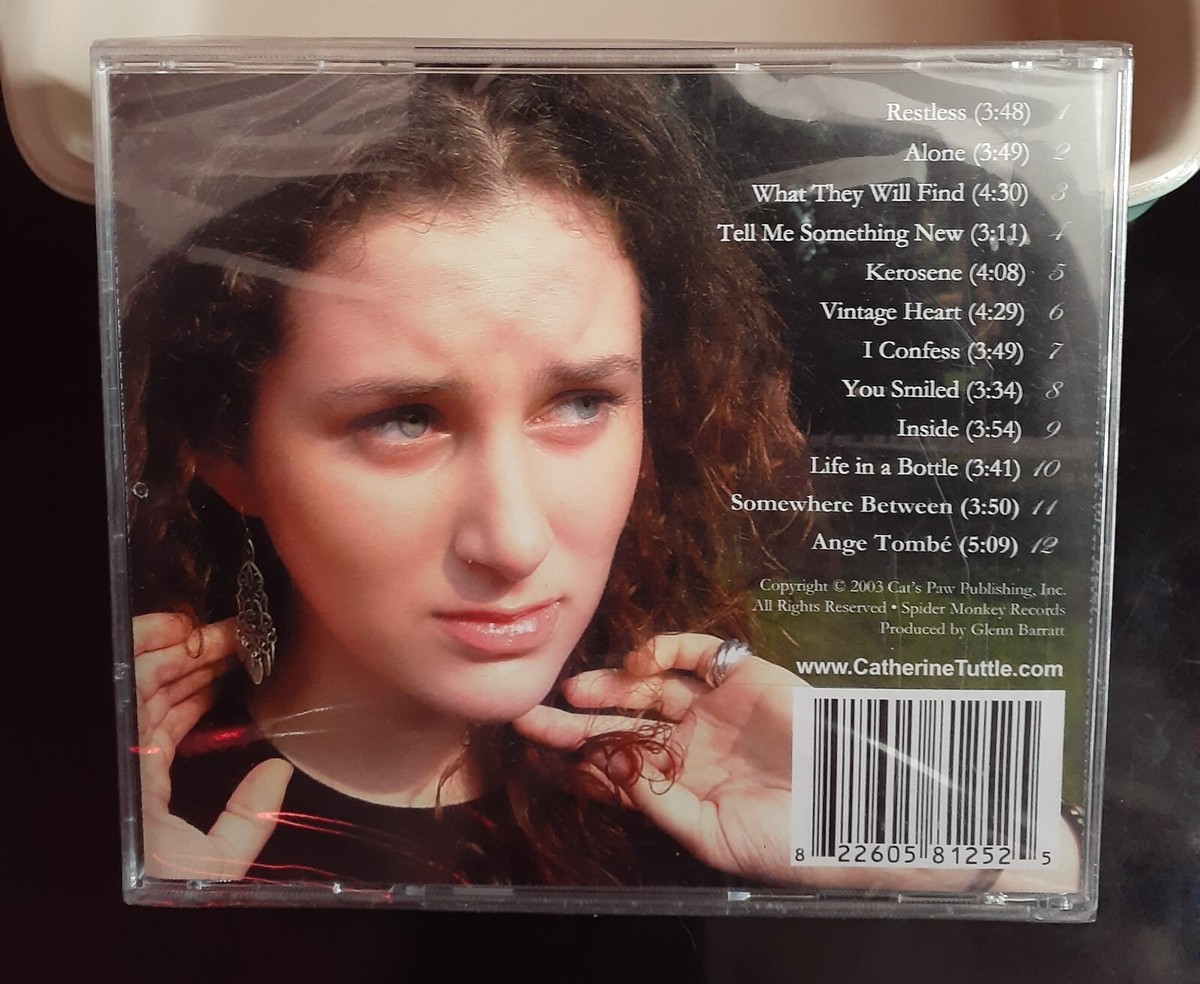 Restless (3:48) 1
Alone (3:49) 2
What They Will Find (4:30) 3
Tell Me Something New (3:11) 4
Kerosene (4:08) 5
Vintage Heart (4:29) 6
I Confess (3:49) 7
You Smiled (3:34) 8
Inside (3:54) 9
Life in a Bottle (3:41) 10
Somewhere Between (3:50) 11
Ange Tombé (5:09) 12
Copyright © 2003 Cat's Paw Publishing, Inc.
All Rights Reserved • Spider Monkey Records
Produced by Glenn Barratt
www.CatherineTuttle.com
8 22605 81252 5